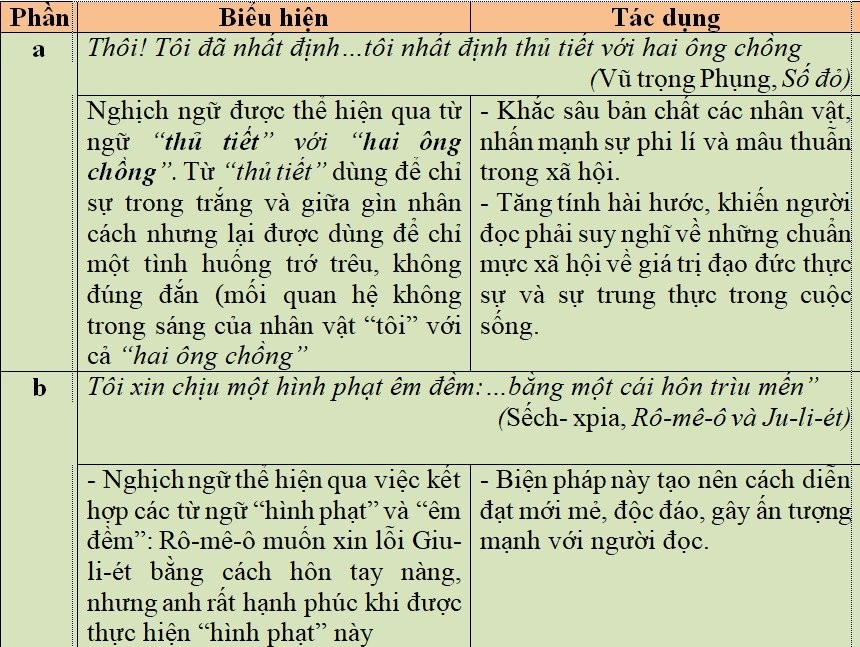 Phần Biểu hiện Tác dụng
a Thôi! Tôi đã nhất định…tôi nhất định thủ tiết với hai ông chồng
(Vũ trọng Phụng, Số đỏ)
Nghịch ngữ được thể hiện qua từ
ngữ “thủ tiết” với “hai ông
chồng”. Từ “thủ tiết” dùng để chỉ
sự trong trắng và giữa gìn nhân
cách nhưng lại được dùng để chỉ
một tình huống trớ trêu, không
đúng đắn (mối quan hệ không
trong sáng của nhân vật “tôi” với
cả “hai ông chồng”
- Khắc sâu bản chất các nhân vật,
nhấn mạnh sự phi lí và mâu thuẫn
trong xã hội.
- Tăng tính hài hước, khiến người
đọc phải suy nghĩ về những chuẩn
mực xã hội về giá trị đạo đức thực
sự và sự trung thực trong cuộc
sống.
b Tôi xin chịu một hình phạt êm đềm:…bằng một cái hôn trìu mến”
(Sếch- xpia, Rô-mê-ô và Ju-li-ét)
- Nghịch ngữ thể hiện qua việc kết
hợp các từ ngữ “hình phạt” và “êm
đềm”: Rô-mê-ô muốn xin lỗi Giu-
li-ét bằng cách hôn tay nàng,
nhưng anh rất hạnh phúc khi được
thực hiện “hình phạt” này
- Biện pháp này tạo nên cách diễn
đạt mới mẻ, độc đáo, gây ấn tượng
mạnh với người đọc.